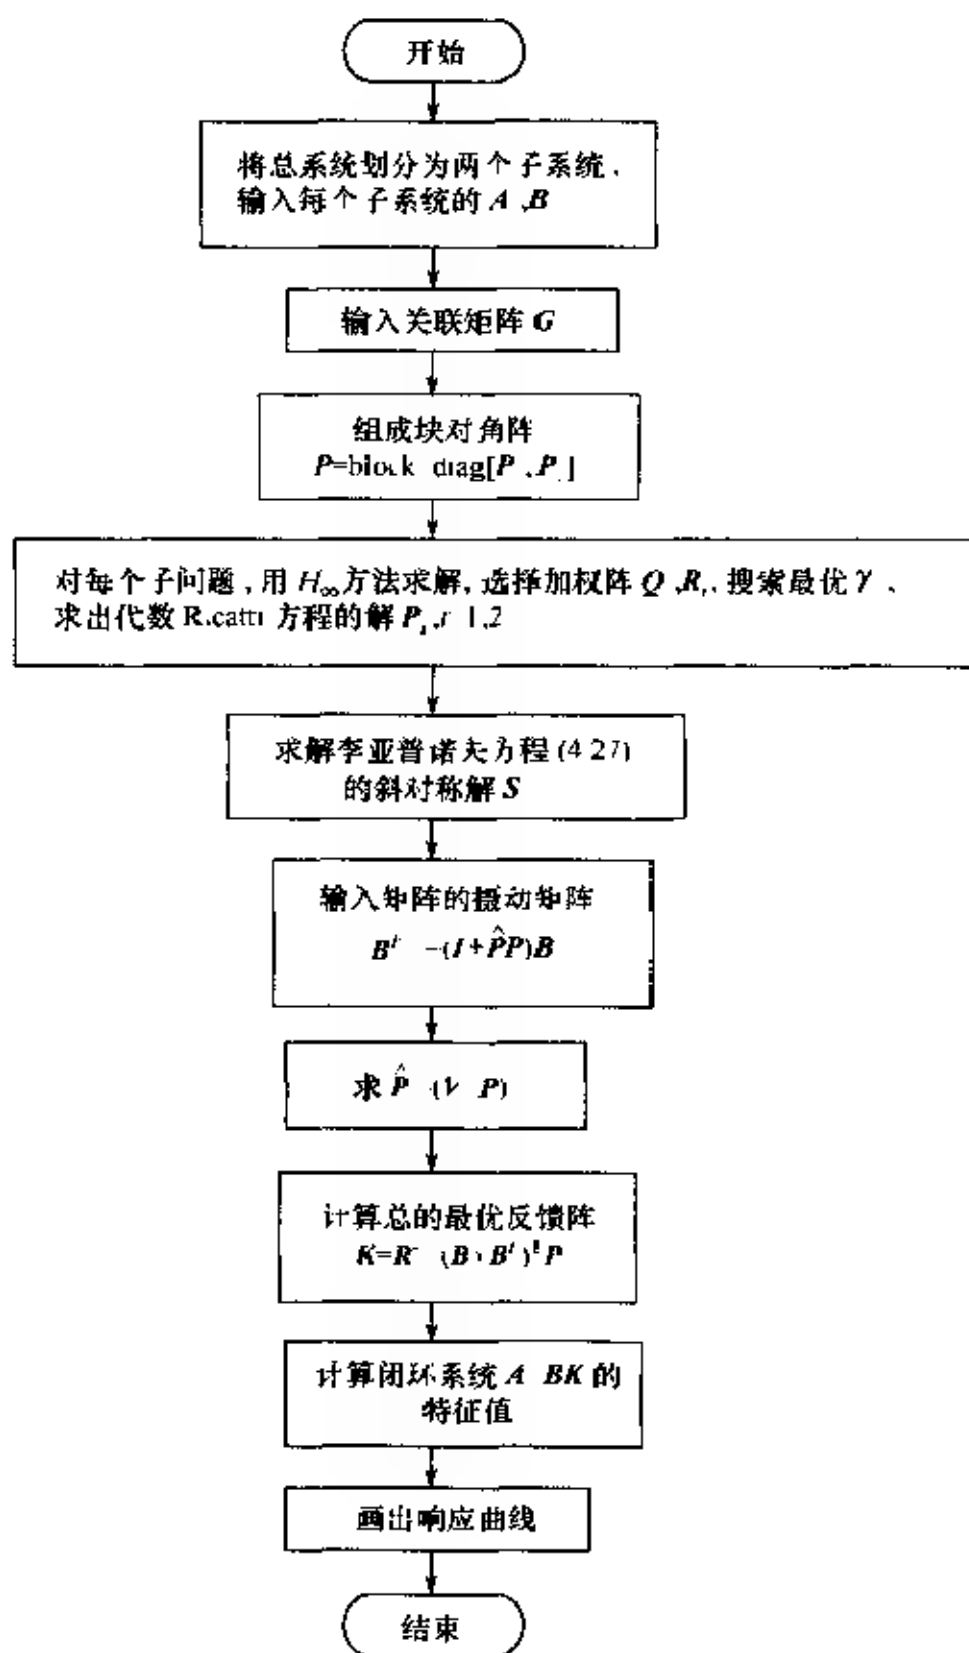 开始
将总系统划分为两个子系统,
输入每个子系统的 A ,B
输入关联矩阵 G
组成块对角阵
P=block diag[P ,P ]
对每个子问题,用 H∞方法求解,选择加权阵 Q ,R, 搜索最优 γ ,
求出代数 R.catti 方程的解 P ,i 1,2
求解李亚普诺夫方程 (4 27)
的斜对称解 S
输入矩阵的摄动矩阵
B (I+P̂P)B
求 P̂ ( P)
计算总的最优反馈阵
K=R (B B )P
计算闭环系统 A BK 的
特征值
画出响应曲线
结束